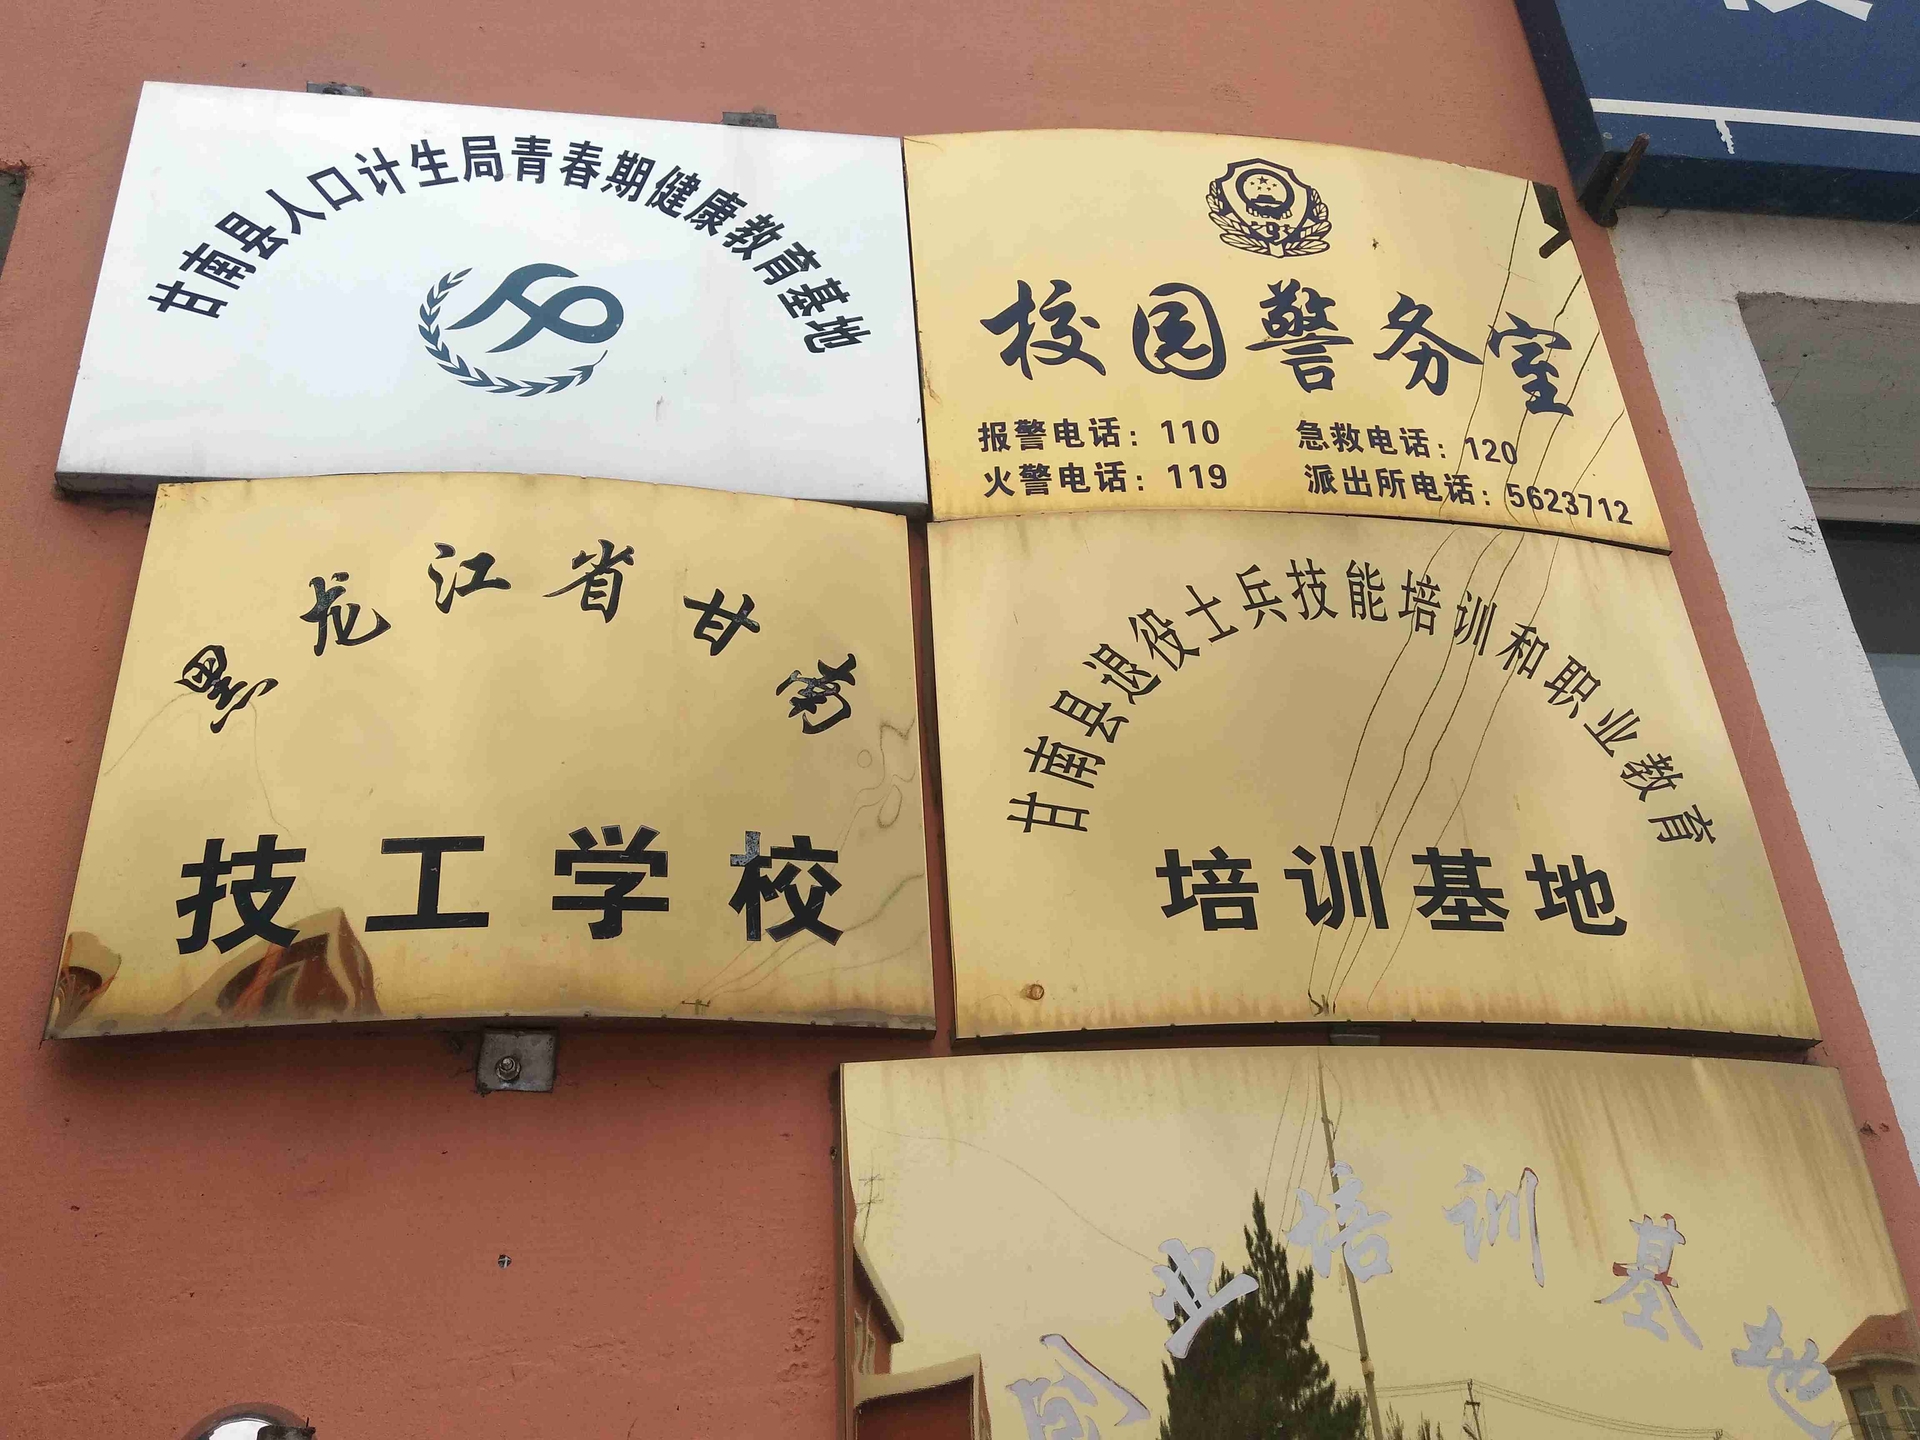 甘南县人口计生局青春期健康教育基地
校园警务室
报警电话：110 急救电话：120
火警电话：119 派出所电话：5623712
黑龙江省甘南
技工学校
甘南县退役士兵技能培训和职业教育
培训基地
创业培训基地